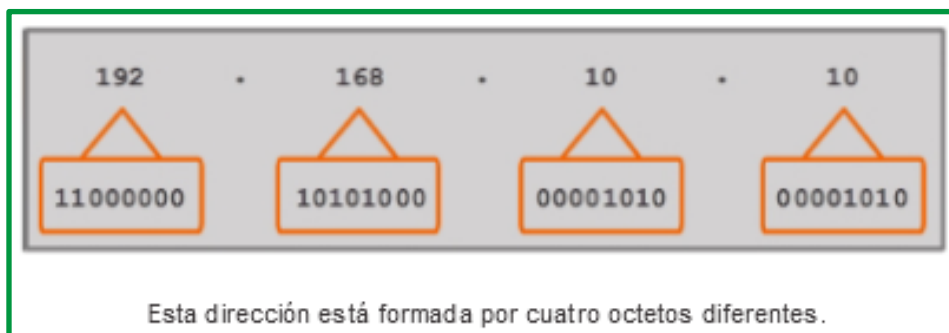 192 . 168 . 10 . 10
11000000 10101000 00001010 00001010
Esta dirección está formada por cuatro octetos diferentes.